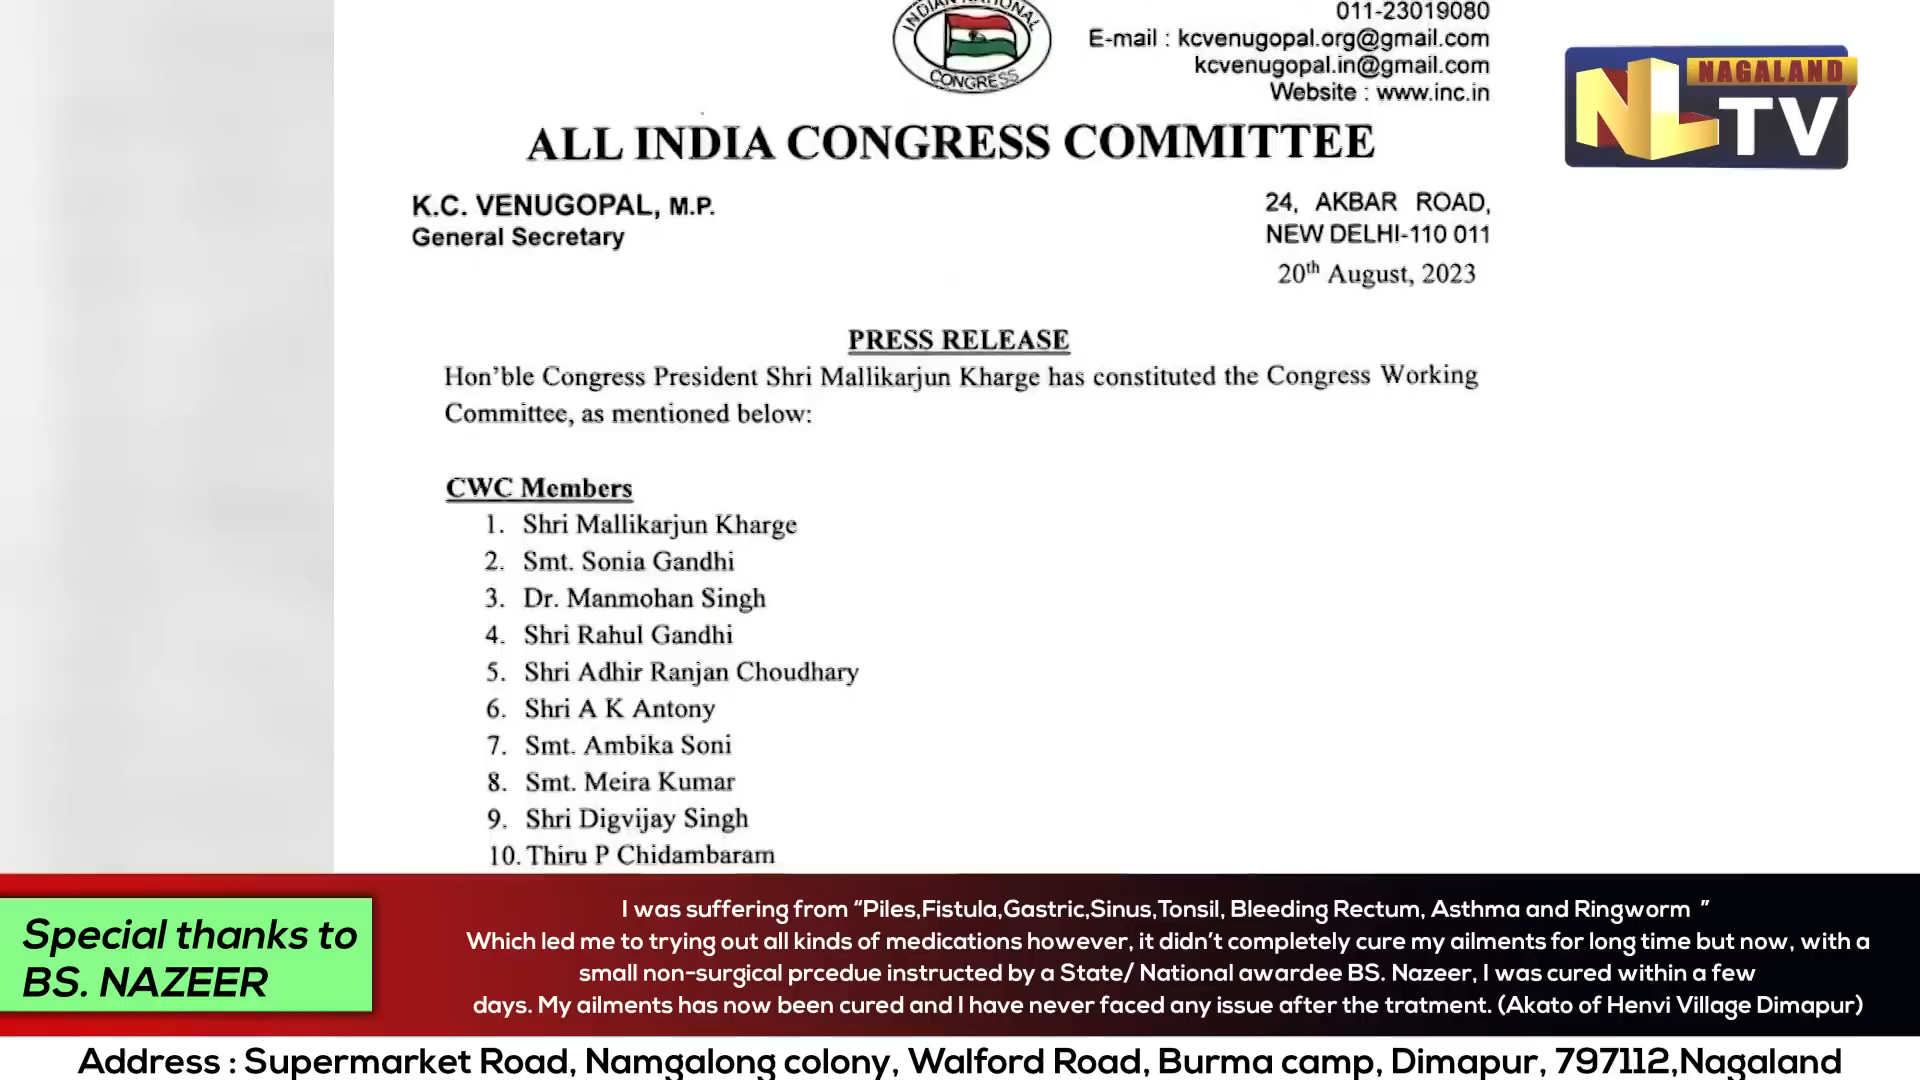 INDIAN NATIONAL
CONGRESS
011-23019080
E-mail : kcvenugopal.org@gmail.com
kcvenugopal.in@gmail.com
Website : www.inc.in
NAGALAND
NL TV
ALL INDIA CONGRESS COMMITTEE
K.C. VENUGOPAL, M.P.
General Secretary
24, AKBAR ROAD,
NEW DELHI-110 011
20th August, 2023
PRESS RELEASE
Hon’ble Congress President Shri Mallikarjun Kharge has constituted the Congress Working
Committee, as mentioned below:
CWC Members
1. Shri Mallikarjun Kharge
2. Smt. Sonia Gandhi
3. Dr. Manmohan Singh
4. Shri Rahul Gandhi
5. Shri Adhir Ranjan Choudhary
6. Shri A K Antony
7. Smt. Ambika Soni
8. Smt. Meira Kumar
9. Shri Digvijay Singh
10. Thiru P Chidambaram
Special thanks to
BS. NAZEER
I was suffering from “Piles,Fistula,Gastric,Sinus,Tonsil, Bleeding Rectum, Asthma and Ringworm ”
Which led me to trying out all kinds of medications however, it didn’t completely cure my ailments for long time but now, with a
small non-surgical prcedue instructed by a State/ National awardee BS. Nazeer, I was cured within a few
days. My ailments has now been cured and I have never faced any issue after the tratment. (Akato of Henvi Village Dimapur)
Address : Supermarket Road, Namgalong colony, Walford Road, Burma camp, Dimapur, 797112,Nagaland